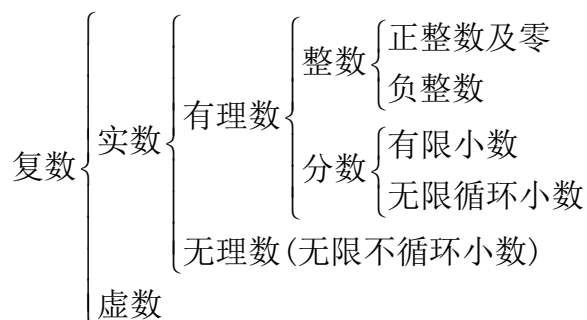 正整数及零
整数
负整数
有理数
实数
有限小数
分数
复数
无限循环小数
无理数(无限不循环小数)
虚数